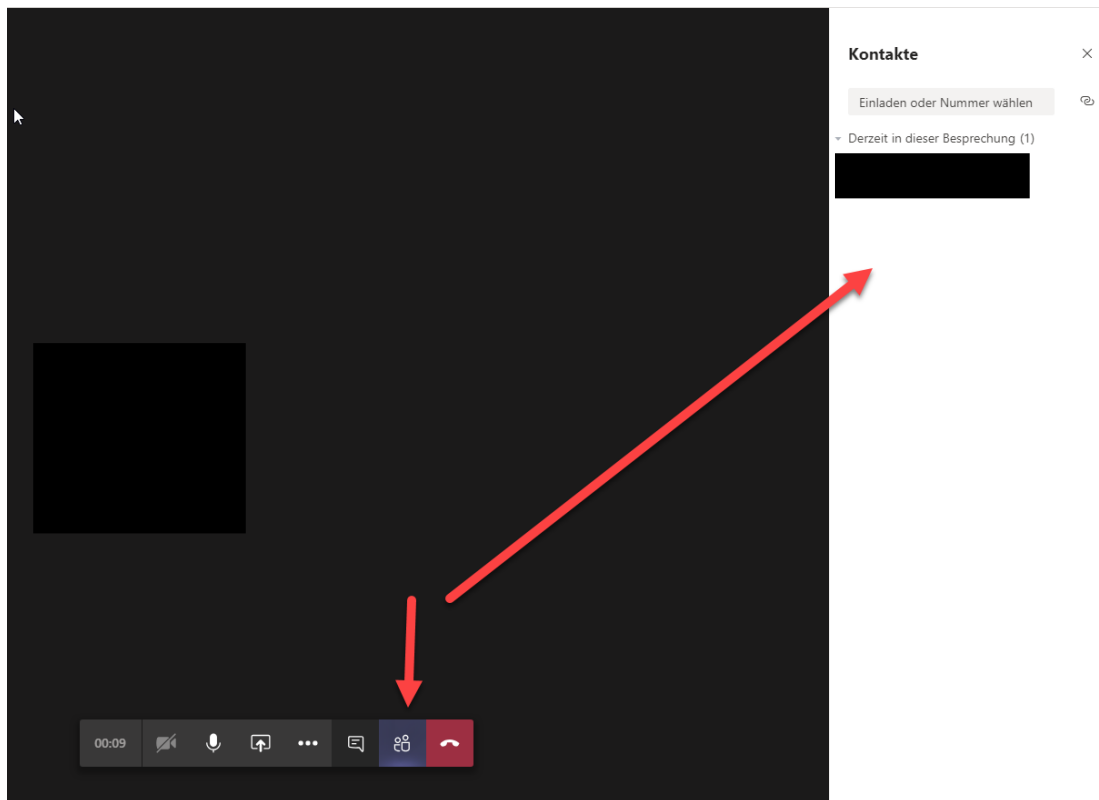 Kontakte
Einladen oder Nummer wählen
Derzeit in dieser Besprechung (1)
00:09